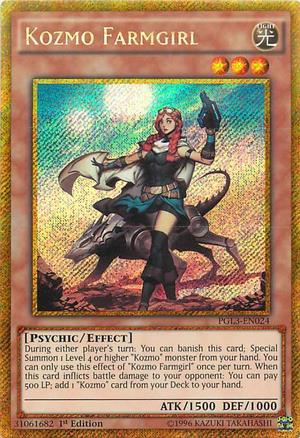 KOZMO FARMGIRL
LIGHT
光
PGL3-EN024
[PSYCHIC/EFFECT]
During either player's turn: You can banish this card; Special
Summon 1 Level 4 or higher "Kozmo" monster from your hand. You
can only use this effect of "Kozmo Farmgirl" once per turn. When this
card inflicts battle damage to your opponent: You can pay
500 LP; add 1 "Kozmo" card from your Deck to your hand.
ATK/1500 DEF/1000
31061682 1st Edition ©1996 KAZUKI TAKAHASHI